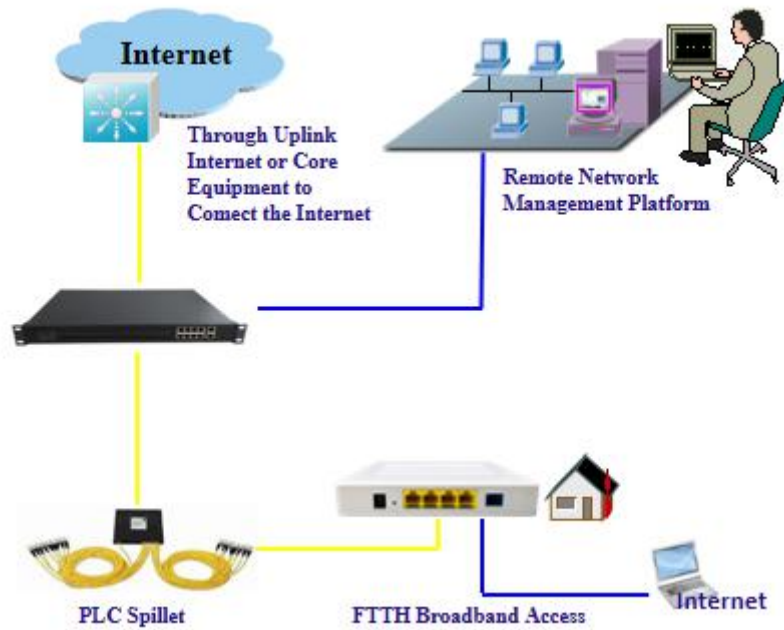 Internet
Through Uplink
Internet or Core
Equipment to
Comect the Internet
Remote Network
Management Platform
PLC Spillet
FTTH Broadband Access
Internet